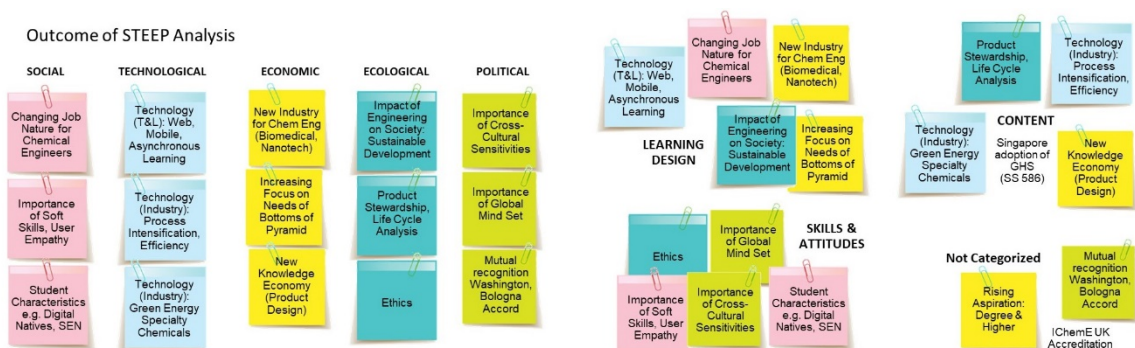 Outcome of STEEP Analysis
SOCIAL
TECHNOLOGICAL
ECONOMIC
ECOLOGICAL
POLITICAL
Changing Job
Nature for
Chemical
Engineers
Technology
(T&L): Web,
Mobile,
Asynchronous
Learning
New Industry
for Chem Eng
(Biomedical,
Nanotech)
Impact of
Engineering
on Society:
Sustainable
Development
Importance
of Cross-
Cultural
Sensitivities
Importance
of Soft
Skills, User
Empathy
Technology
(Industry):
Process
Intensification,
Efficiency
Increasing
Focus on
Needs of
Bottoms of
Pyramid
Product
Stewardship,
Life Cycle
Analysis
Importance
of Global
Mind Set
Student
Characteristics
e.g. Digital
Natives, SEN
Technology
(Industry):
Green Energy
Specialty
Chemicals
New
Knowledge
Economy
(Product
Design)
Ethics
Mutual
recognition
Washington,
Bologna
Accord
Technology
(T&L): Web,
Mobile,
Asynchronous
Learning
Changing Job
Nature for
Chemical
Engineers
New Industry
for Chem Eng
(Biomedical,
Nanotech)
LEARNING
DESIGN
Impact of
Engineering
on Society:
Sustainable
Development
Increasing
Focus on
Needs of
Bottoms of
Pyramid
SKILLS &
ATTITUDES
Ethics
Importance
of Global
Mind Set
Importance
of Soft
Skills, User
Empathy
Importance
of Cross-
Cultural
Sensitivities
Student
Characteristics
e.g. Digital
Natives, SEN
Product
Stewardship,
Life Cycle
Analysis
Technology
(Industry):
Process
Intensification,
Efficiency
CONTENT
Technology
(Industry):
Green Energy
Specialty
Chemicals
Singapore
adoption of
GHS
(SS 586)
New
Knowledge
Economy
(Product
Design)
Not Categorized
Rising
Aspiration:
Degree &
Higher
Mutual
recognition
Washington,
Bologna
Accord
IChemE UK
Accreditation